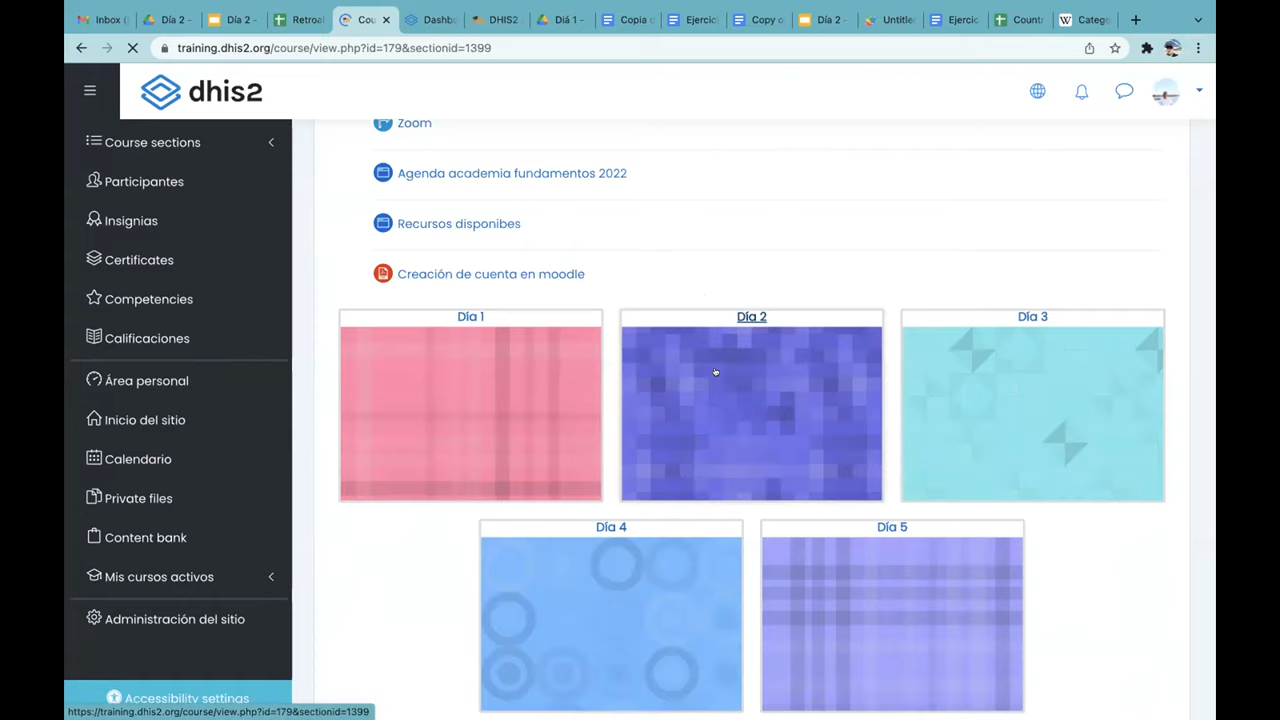 Inbox (
Día 2 -
Día 2 -
Retroal
Cou
Dashb
DHIS2
Diá 1 -
Copia d
Ejercic
Copy o
Día 2 -
Untitle
Ejercic
Countr
Catego
training.dhis2.org/course/view.php?id=179&sectionid=1399
dhis2
Course sections
Participantes
Insignias
Certificates
Competencies
Calificaciones
Área personal
Inicio del sitio
Calendario
Private files
Content bank
Mis cursos activos
Administración del sitio
Accessibility settings
Zoom
Agenda academia fundamentos 2022
Recursos disponibes
Creación de cuenta en moodle
Día 1
Día 2
Día 3
Día 4
Día 5
https://training.dhis2.org/course/view.php?id=179&sectionid=1399